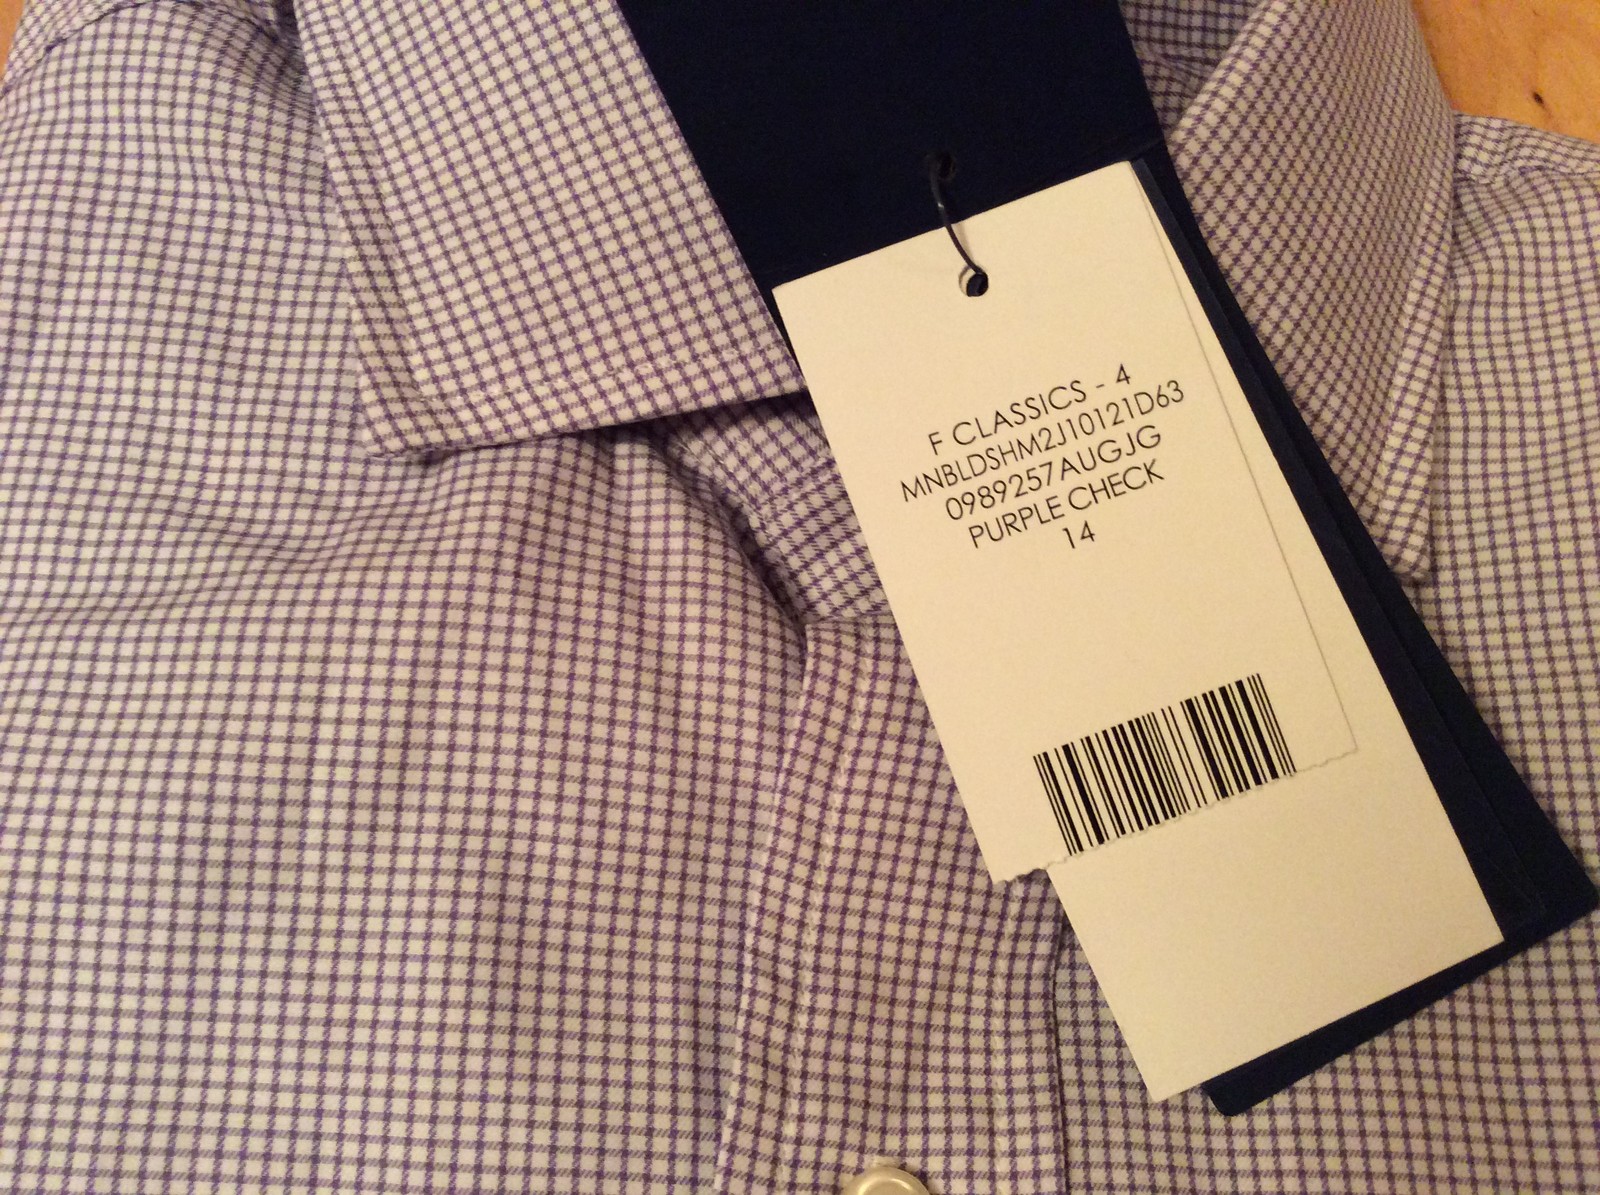 F CLASSICS - 4
MNBLDSHM2J10121D63
0989257AUGJG
PURPLE CHECK
14